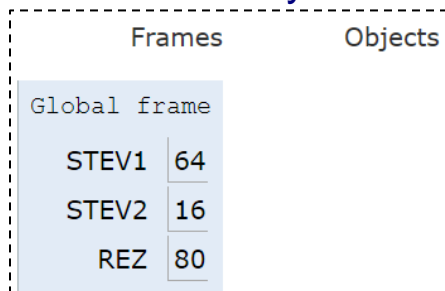 Frames Objects
Global frame
STEV1 64
STEV2 16
REZ 80